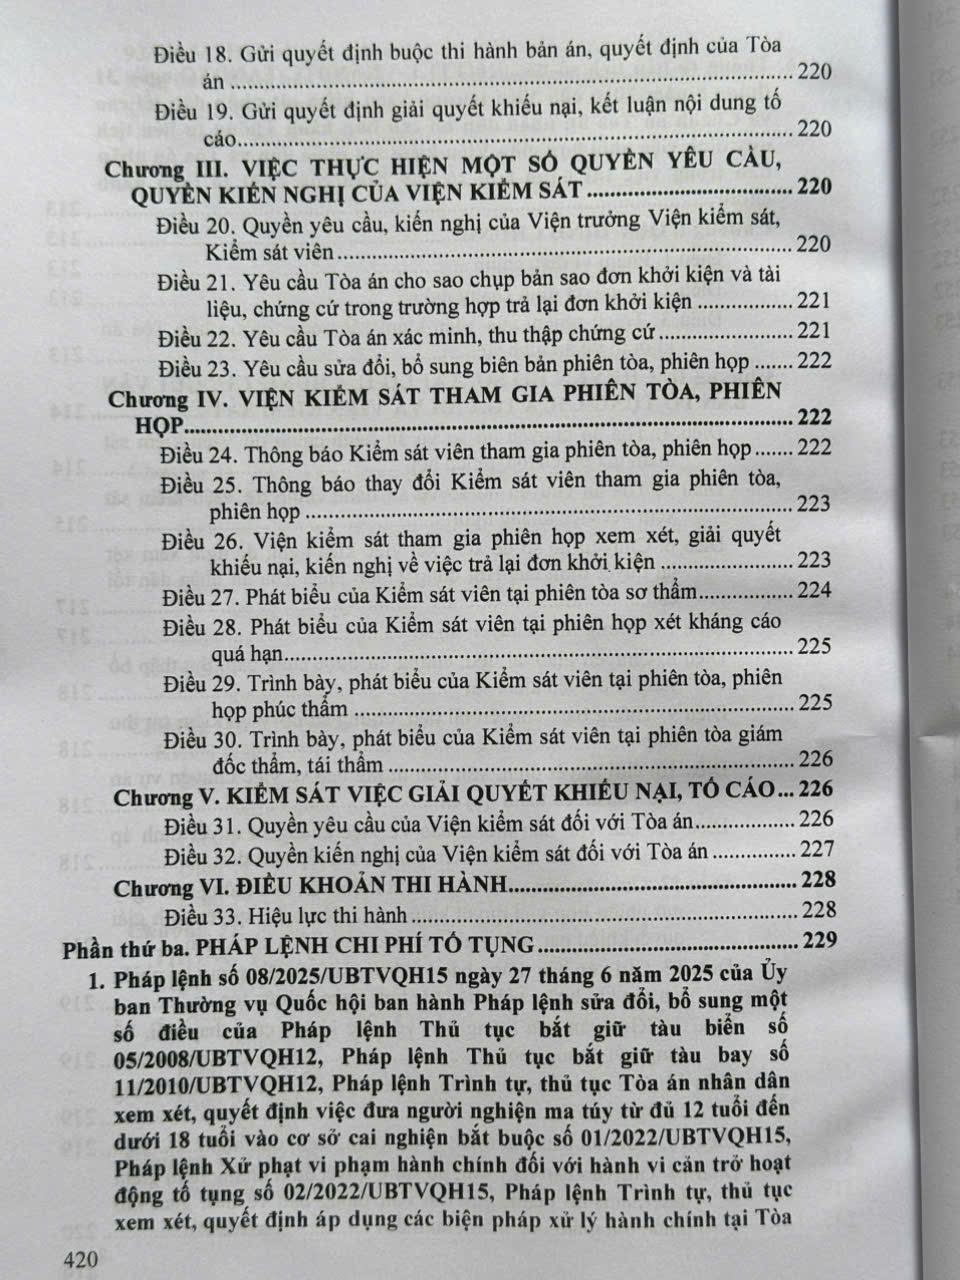 Điều 18. Gửi quyết định buộc thi hành bản án, quyết định của Tòa
án ........................................................................................ 220
Điều 19. Gửi quyết định giải quyết khiếu nại, kết luận nội dung tố
cáo....................................................................................... 220
Chương III. VIỆC THỰC HIỆN MỘT SỐ QUYỀN YÊU CẦU,
QUYỀN KIẾN NGHỊ CỦA VIỆN KIỂM SÁT ................................. 220
Điều 20. Quyền yêu cầu, kiến nghị của Viện trưởng Viện kiểm sát,
Kiểm sát viên ........................................................................ 220
Điều 21. Yêu cầu Tòa án cho sao chụp bản sao đơn khởi kiện và tài
liệu, chứng cứ trong trường hợp trả lại đơn khởi kiện ............... 221
Điều 22. Yêu cầu Tòa án xác minh, thu thập chứng cứ ..................... 221
Điều 23. Yêu cầu sửa đổi, bổ sung biên bản phiên tòa, phiên họp ....... 222
Chương IV. VIỆN KIỂM SÁT THAM GIA PHIÊN TÒA, PHIÊN
HỌP................................................................................................ 222
Điều 24. Thông báo Kiểm sát viên tham gia phiên tòa, phiên họp ....... 222
Điều 25. Thông báo thay đổi Kiểm sát viên tham gia phiên tòa,
phiên họp ............................................................................. 223
Điều 26. Viện kiểm sát tham gia phiên họp xem xét, giải quyết
khiếu nại, kiến nghị về việc trả lại đơn khởi kiện ..................... 223
Điều 27. Phát biểu của Kiểm sát viên tại phiên tòa sơ thẩm............... 224
Điều 28. Phát biểu của Kiểm sát viên tại phiên họp xét kháng cáo
quá hạn................................................................................. 225
Điều 29. Trình bày, phát biểu của Kiểm sát viên tại phiên tòa, phiên
họp phúc thẩm ...................................................................... 225
Điều 30. Trình bày, phát biểu của Kiểm sát viên tại phiên tòa giám
đốc thẩm, tái thẩm ................................................................. 226
Chương V. KIỂM SÁT VIỆC GIẢI QUYẾT KHIẾU NẠI, TỐ CÁO... 226
Điều 31. Quyền yêu cầu của Viện kiểm sát đối với Tòa án................ 226
Điều 32. Quyền kiến nghị của Viện kiểm sát đối với Tòa án ............. 227
Chương VI. ĐIỀU KHOẢN THI HÀNH.............................................. 228
Điều 33. Hiệu lực thi hành ............................................................ 228
Phần thứ ba. PHÁP LỆNH CHI PHÍ TỐ TỤNG......................................... 229
1. Pháp lệnh số 08/2025/UBTVQH15 ngày 27 tháng 6 năm 2025 của Ủy
ban Thường vụ Quốc hội ban hành Pháp lệnh sửa đổi, bổ sung một
số điều của Pháp lệnh Thủ tục bắt giữ tàu biển số
05/2008/UBTVQH12, Pháp lệnh Thủ tục bắt giữ tàu bay số
11/2010/UBTVQH12, Pháp lệnh Trình tự, thủ tục Tòa án nhân dân
xem xét, quyết định việc đưa người nghiện ma túy từ đủ 12 tuổi đến
dưới 18 tuổi vào cơ sở cai nghiện bắt buộc số 01/2022/UBTVQH15,
Pháp lệnh Xử phạt vi phạm hành chính đối với hành vi cản trở hoạt
động tố tụng số 02/2022/UBTVQH15, Pháp lệnh Trình tự, thủ tục
xem xét, quyết định áp dụng các biện pháp xử lý hành chính tại Tòa
420